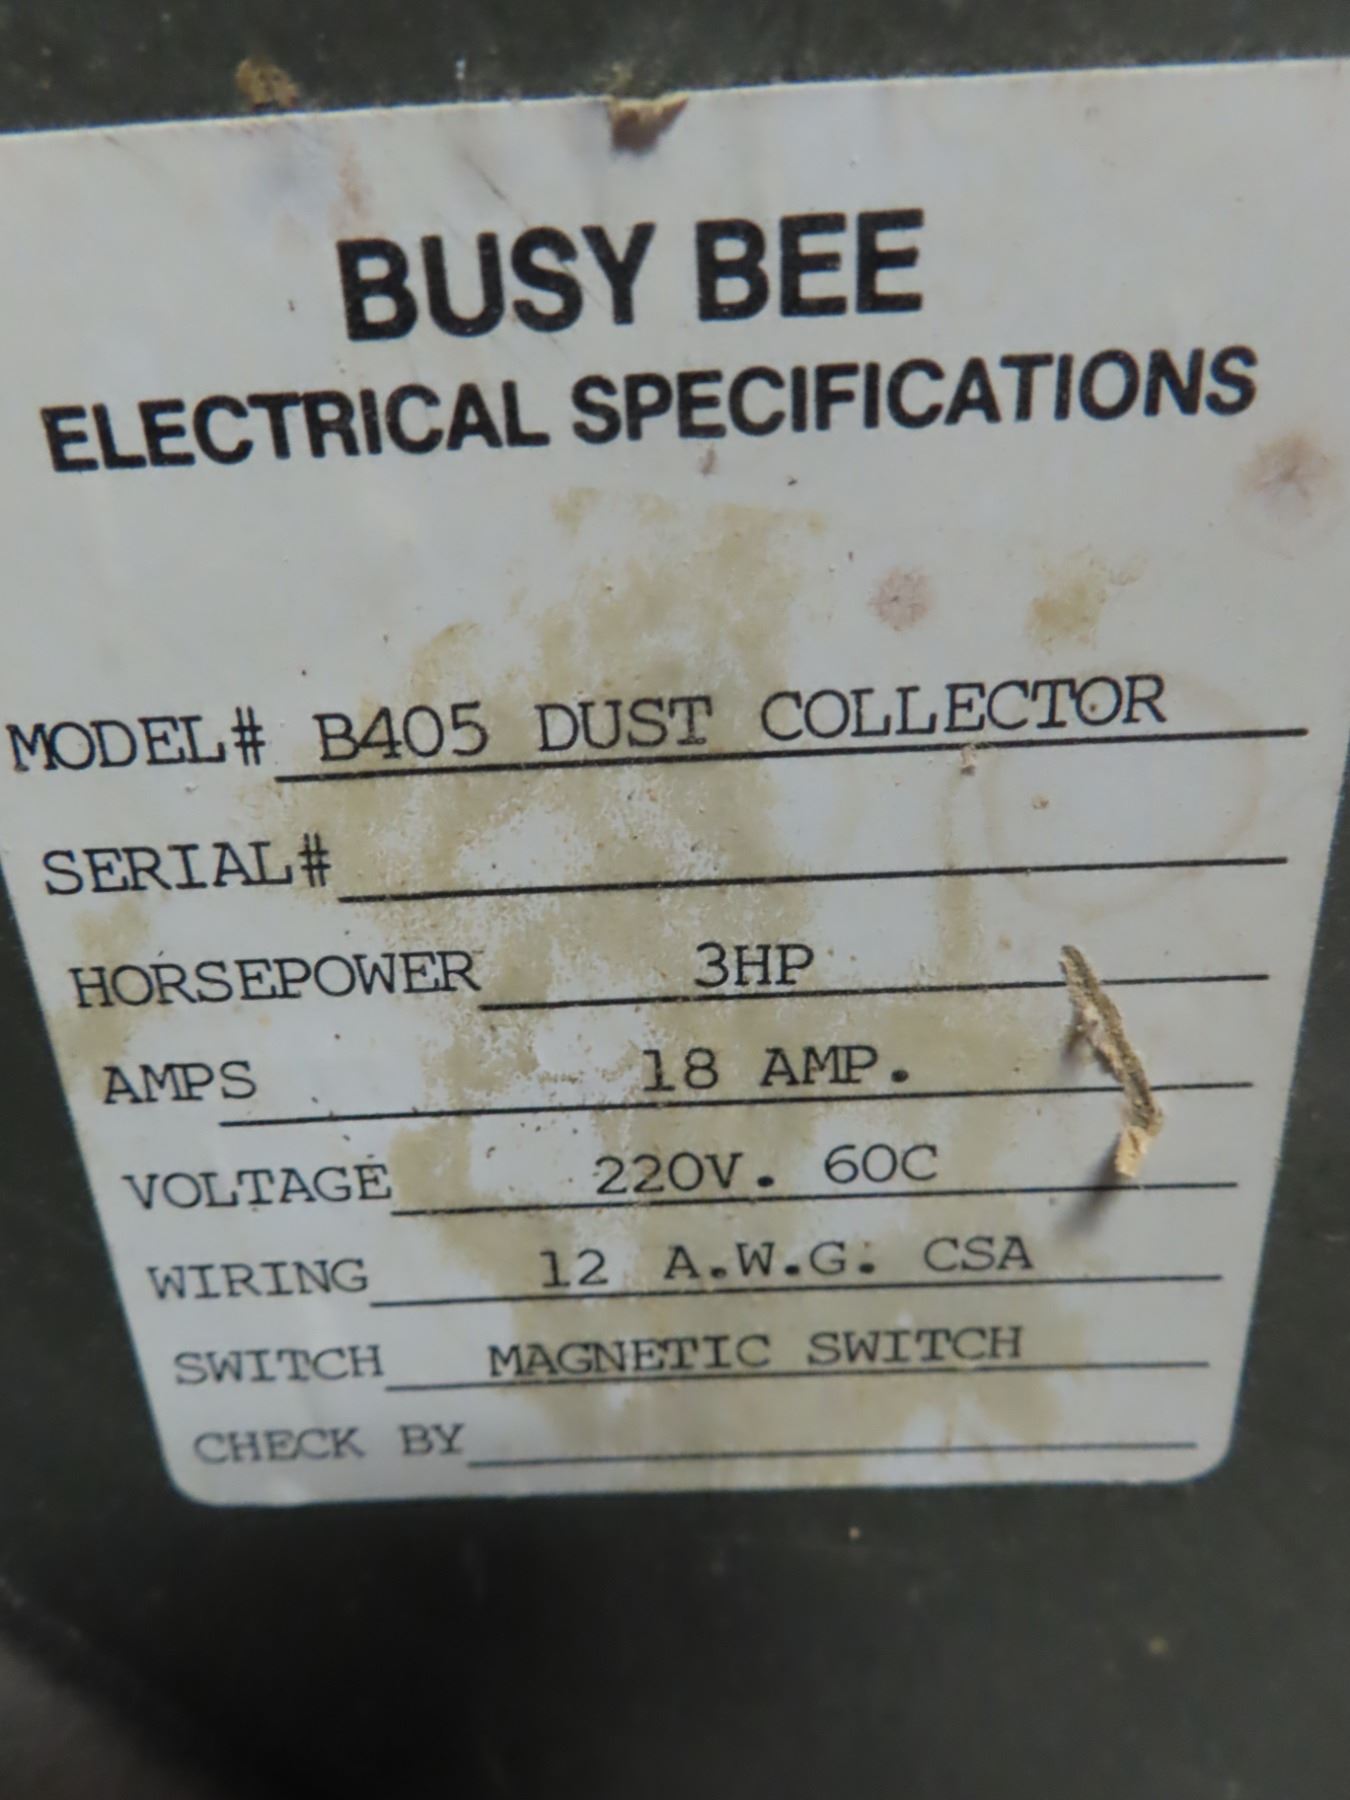 BUSY BEE
ELECTRICAL SPECIFICATIONS
MODEL# B405 DUST COLLECTOR
SERIAL#
HORSEPOWER 3HP
AMPS 18 AMP.
VOLTAGE 220V. 60C
WIRING 12 A.W.G. CSA
SWITCH MAGNETIC SWITCH
CHECK BY